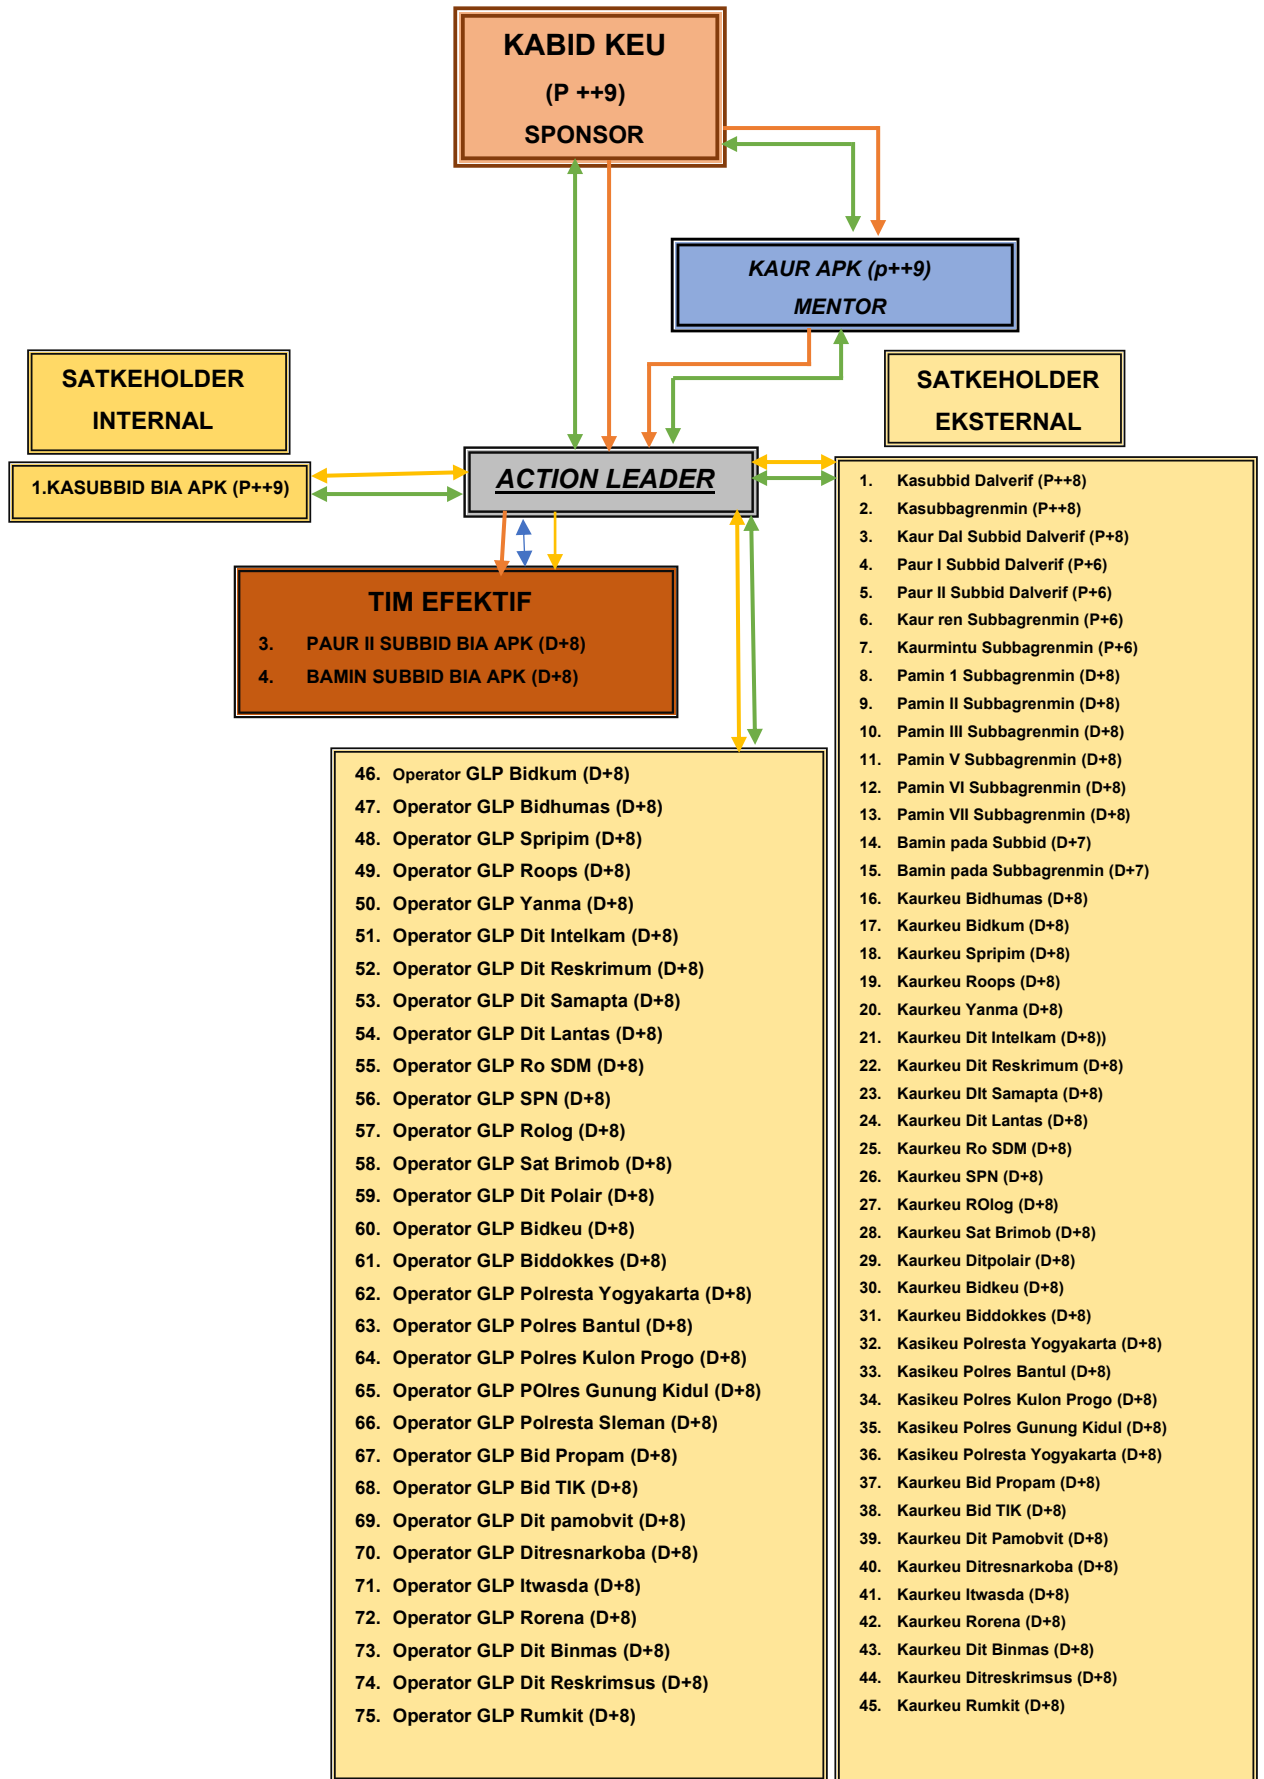 KABID KEU
(P ++9)
SPONSOR
KAUR APK (p++9)
MENTOR
SATKEHOLDER
INTERNAL
SATKEHOLDER
EKSTERNAL
1.KASUBBID BIA APK (P++9)
ACTION LEADER
TIM EFEKTIF
3. PAUR II SUBBID BIA APK (D+8)
4. BAMIN SUBBID BIA APK (D+8)
1. Kasubbid Dalverif (P++8)
2. Kasubbagrenmin (P++8)
3. Kaur Dal Subbid Dalverif (P+8)
4. Paur I Subbid Dalverif (P+6)
5. Paur II Subbid Dalverif (P+6)
6. Kaur ren Subbagrenmin (P+6)
7. Kaurmintu Subbagrenmin (P+6)
8. Pamin 1 Subbagrenmin (D+8)
9. Pamin II Subbagrenmin (D+8)
10. Pamin III Subbagrenmin (D+8)
11. Pamin V Subbagrenmin (D+8)
12. Pamin VI Subbagrenmin (D+8)
13. Pamin VII Subbagrenmin (D+8)
14. Bamin pada Subbid (D+7)
15. Bamin pada Subbagrenmin (D+7)
16. Kaurkeu Bidhumas (D+8)
17. Kaurkeu Bidkum (D+8)
18. Kaurkeu Spripim (D+8)
19. Kaurkeu Roops (D+8)
20. Kaurkeu Yanma (D+8)
21. Kaurkeu Dit Intelkam (D+8))
22. Kaurkeu Dit Reskrimum (D+8)
23. Kaurkeu DIt Samapta (D+8)
24. Kaurkeu Dit Lantas (D+8)
25. Kaurkeu Ro SDM (D+8)
26. Kaurkeu SPN (D+8)
27. Kaurkeu ROlog (D+8)
28. Kaurkeu Sat Brimob (D+8)
29. Kaurkeu Ditpolair (D+8)
30. Kaurkeu Bidkeu (D+8)
31. Kaurkeu Biddokkes (D+8)
32. Kasikeu Polresta Yogyakarta (D+8)
33. Kasikeu Polres Bantul (D+8)
34. Kasikeu Polres Kulon Progo (D+8)
35. Kasikeu Polres Gunung Kidul (D+8)
36. Kasikeu Polresta Yogyakarta (D+8)
37. Kaurkeu Bid Propam (D+8)
38. Kaurkeu Bid TIK (D+8)
39. Kaurkeu Dit Pamobvit (D+8)
40. Kaurkeu Ditresnarkoba (D+8)
41. Kaurkeu Itwasda (D+8)
42. Kaurkeu Rorena (D+8)
43. Kaurkeu Dit Binmas (D+8)
44. Kaurkeu Ditreskrimsus (D+8)
45. Kaurkeu Rumkit (D+8)
46. Operator GLP Bidkum (D+8)
47. Operator GLP Bidhumas (D+8)
48. Operator GLP Spripim (D+8)
49. Operator GLP Roops (D+8)
50. Operator GLP Yanma (D+8)
51. Operator GLP Dit Intelkam (D+8)
52. Operator GLP Dit Reskrimum (D+8)
53. Operator GLP Dit Samapta (D+8)
54. Operator GLP Dit Lantas (D+8)
55. Operator GLP Ro SDM (D+8)
56. Operator GLP SPN (D+8)
57. Operator GLP Rolog (D+8)
58. Operator GLP Sat Brimob (D+8)
59. Operator GLP Dit Polair (D+8)
60. Operator GLP Bidkeu (D+8)
61. Operator GLP Biddokkes (D+8)
62. Operator GLP Polresta Yogyakarta (D+8)
63. Operator GLP Polres Bantul (D+8)
64. Operator GLP Polres Kulon Progo (D+8)
65. Operator GLP POlres Gunung Kidul (D+8)
66. Operator GLP Polresta Sleman (D+8)
67. Operator GLP Bid Propam (D+8)
68. Operator GLP Bid TIK (D+8)
69. Operator GLP Dit pamobvit (D+8)
70. Operator GLP Ditresnarkoba (D+8)
71. Operator GLP Itwasda (D+8)
72. Operator GLP Rorena (D+8)
73. Operator GLP Dit Binmas (D+8)
74. Operator GLP Dit Reskrimsus (D+8)
75. Operator GLP Rumkit (D+8)